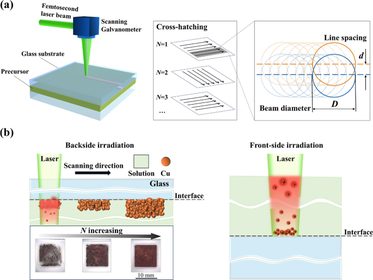 (a)
Femtosecond
laser beam
Scanning
Galvanometer
Glass substrate
Precursor
Cross-hatching
N=1
N=2
N=3
...
Line spacing
d
Beam diameter
D
(b)
Backside irradiation
Laser
Scanning direction
Solution
Cu
Glass
Interface
N increasing
10 mm
Front-side irradiation
Laser
Interface